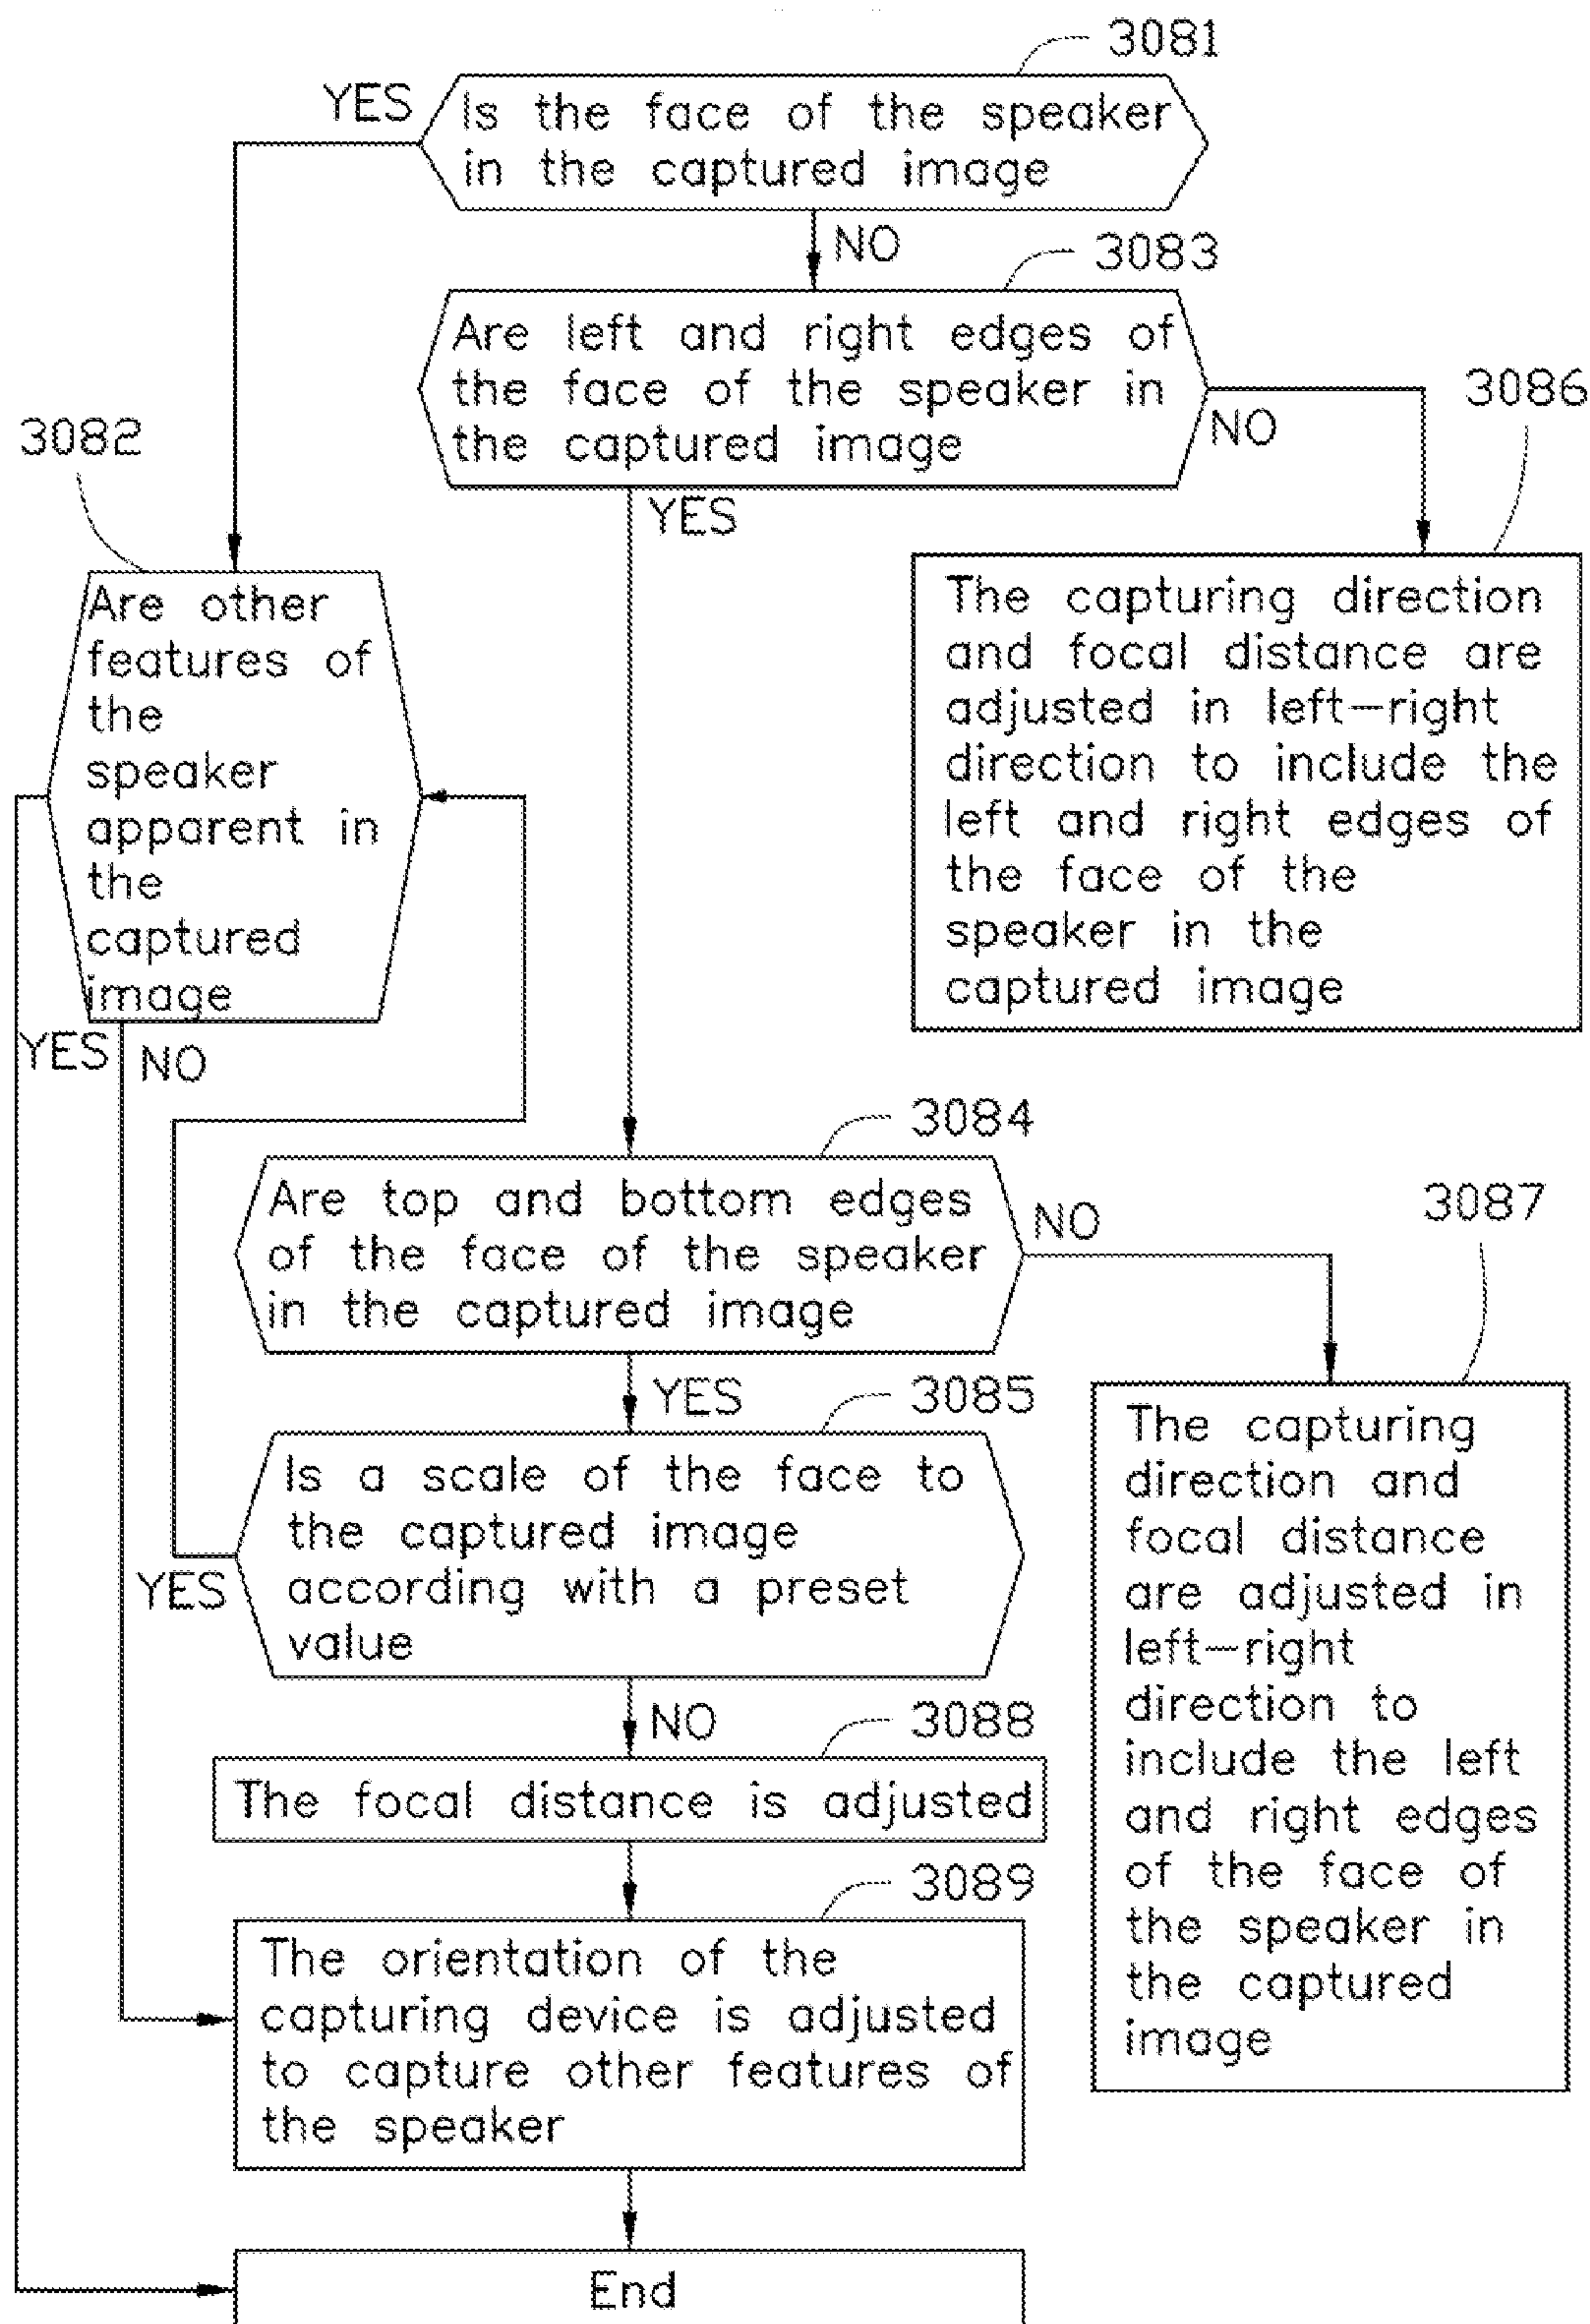 3081
YES
Is the face of the speaker
in the captured image
NO
3083
Are left and right edges of
the face of the speaker in
the captured image
NO
YES
3086
The capturing direction
and focal distance are
adjusted in left-right
direction to include the
left and right edges of
the face of the
speaker in the
captured image
3082
Are other
features of
the
speaker
apparent in
the
captured
image
YES
NO
3084
Are top and bottom edges
of the face of the speaker
in the captured image
NO
3087
The capturing
direction and
focal distance
are adjusted in
left-right
direction to
include the left
and right edges
of the face of
the speaker in
the captured
image
YES
3085
Is a scale of the face to
the captured image
according with a preset
value
YES
NO
3088
The focal distance is adjusted
3089
The orientation of the
capturing device is adjusted
to capture other features of
the speaker
End